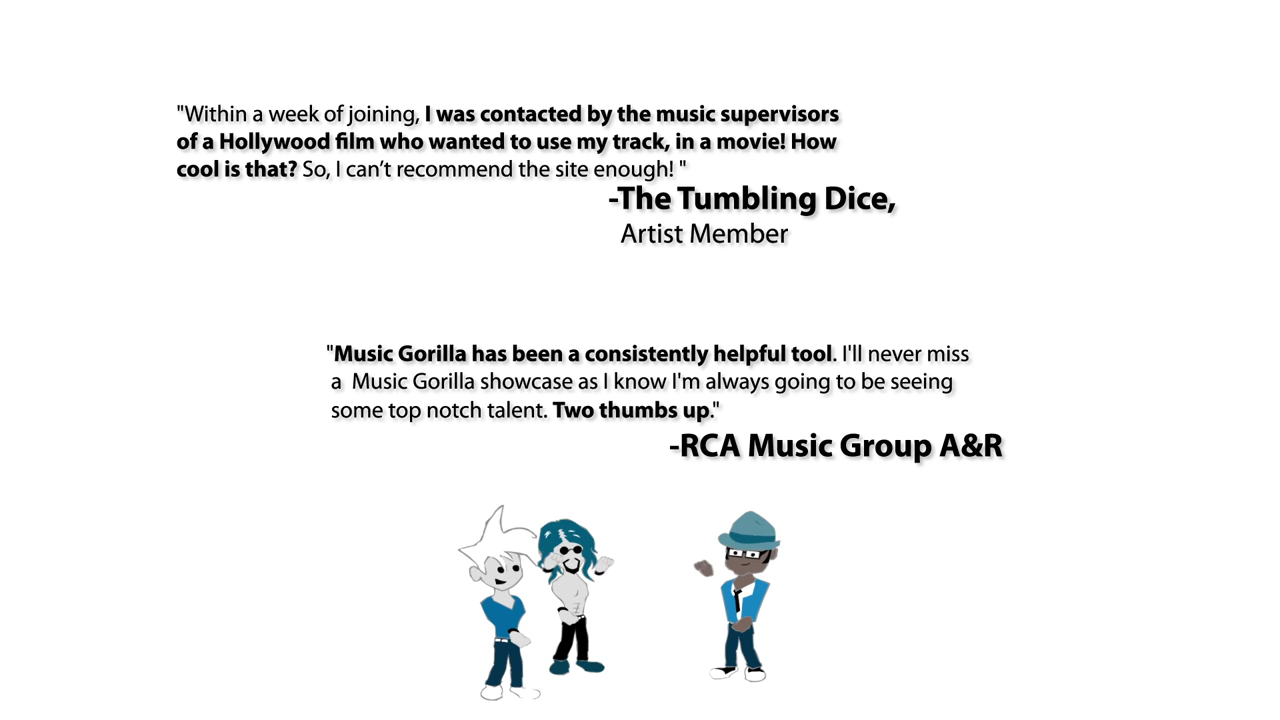 "Within a week of joining, I was contacted by the music supervisors
of a Hollywood film who wanted to use my track, in a movie! How
cool is that? So, I can’t recommend the site enough! "
-The Tumbling Dice,
Artist Member
"Music Gorilla has been a consistently helpful tool. I'll never miss
a  Music Gorilla showcase as I know I'm always going to be seeing
some top notch talent. Two thumbs up."
-RCA Music Group A&R